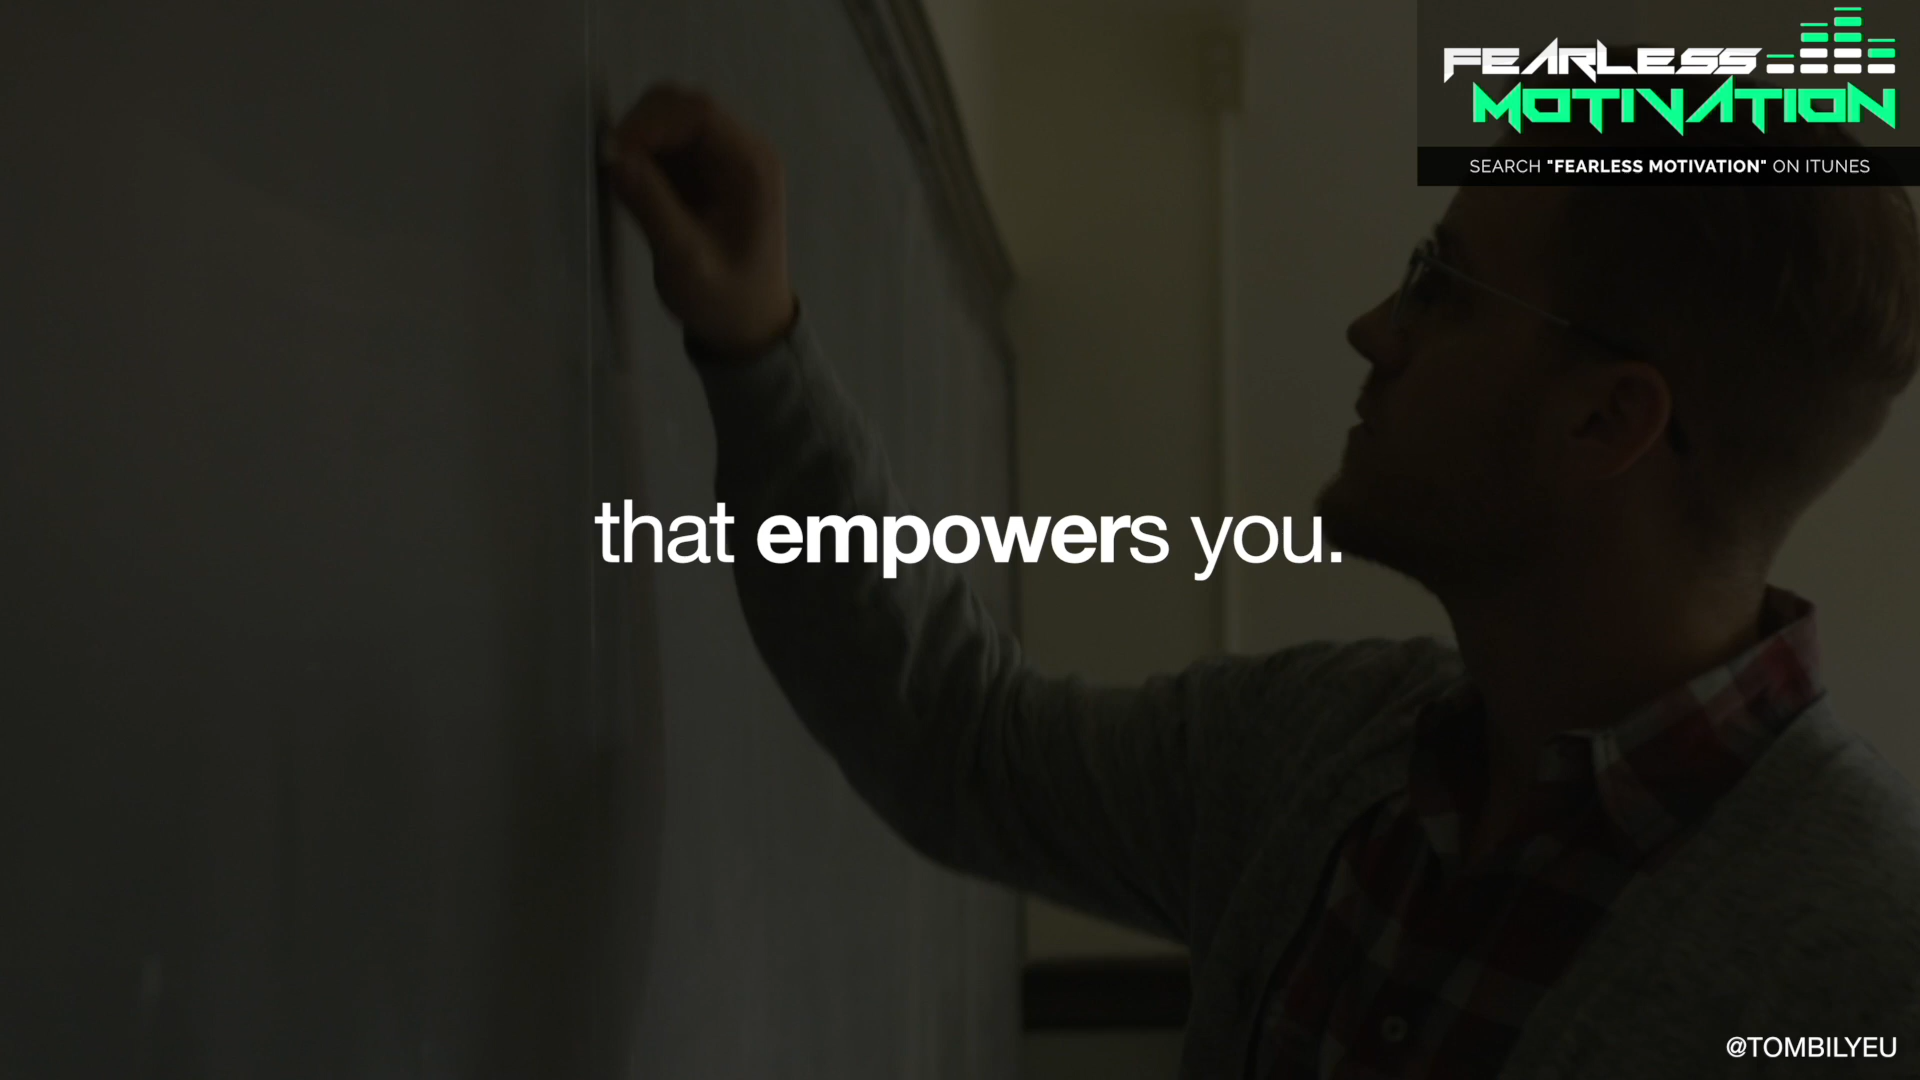 FEARLESS
MOTIVATION
SEARCH "FEARLESS MOTIVATION" ON ITUNES
that empowers you.
@TOMBILYEU